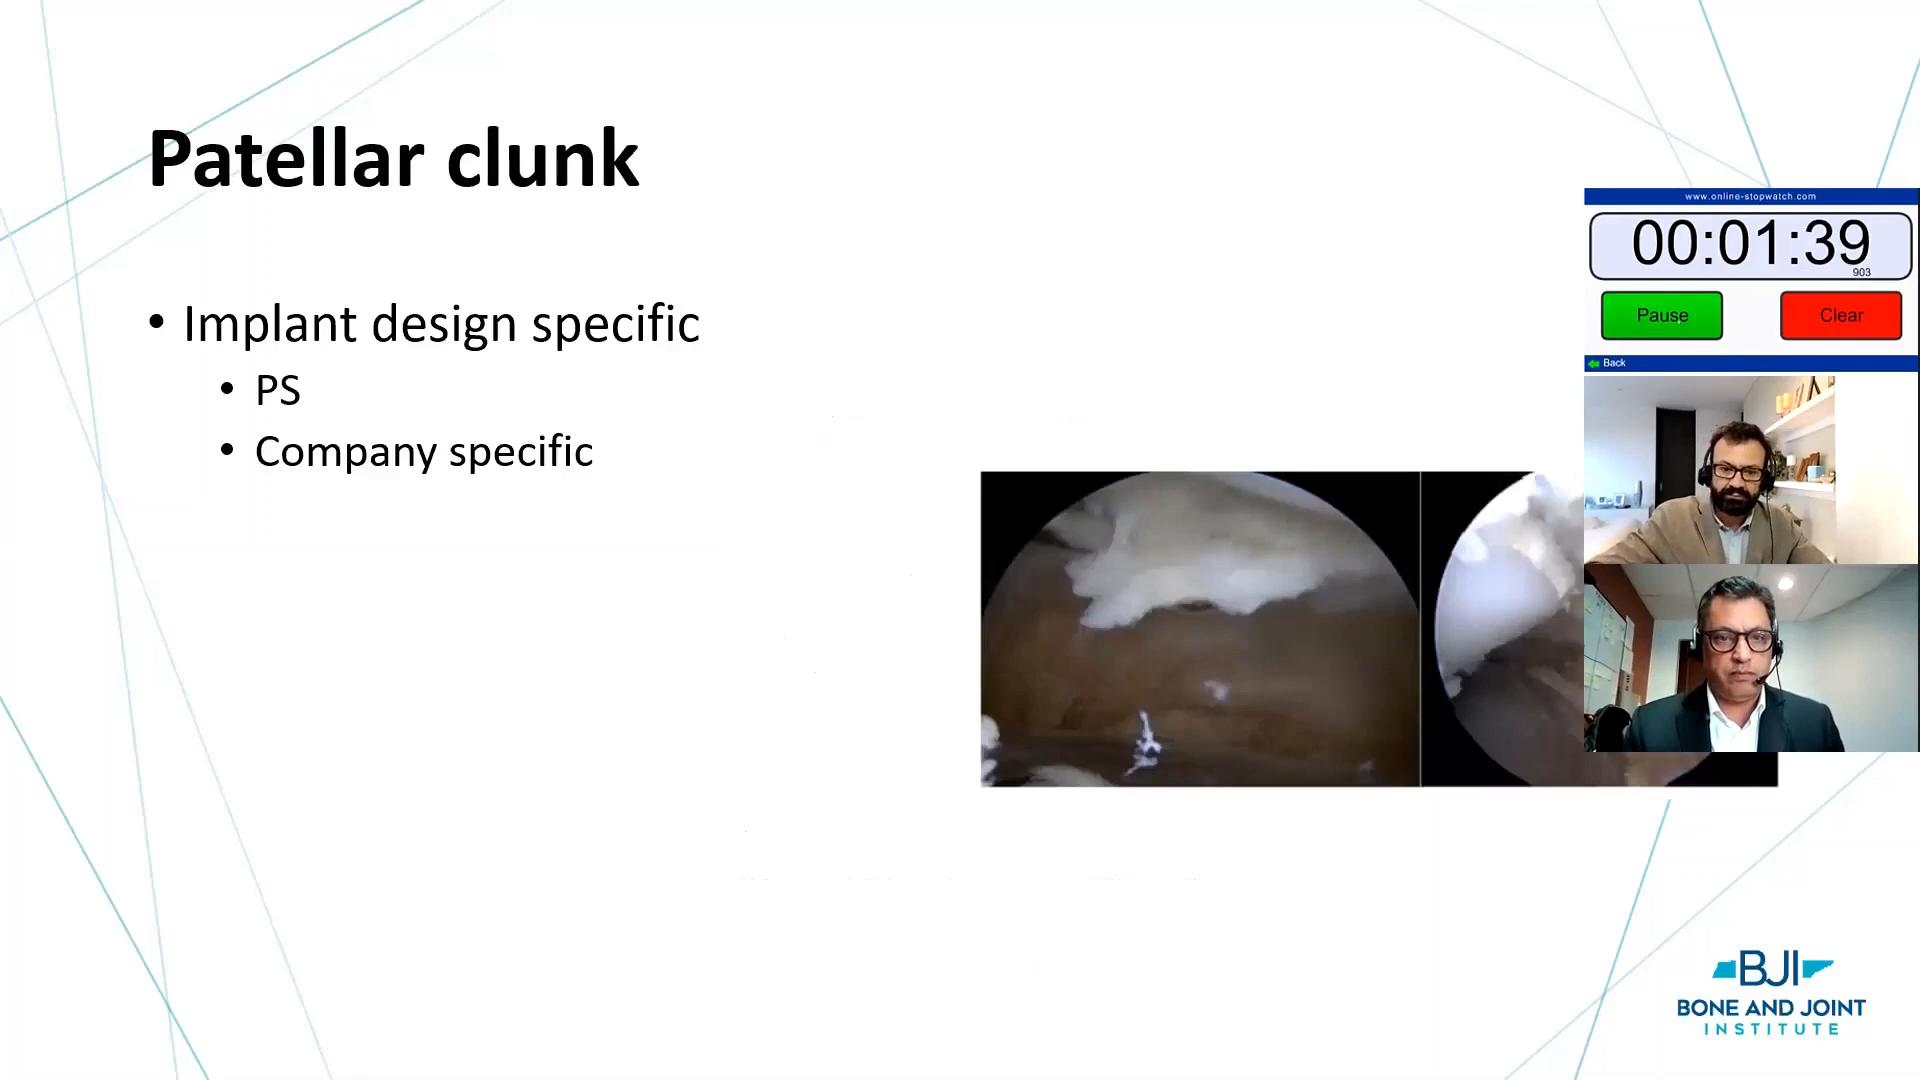 Patellar clunk
• Implant design specific
• PS
• Company specific
www.online-stopwatch.com
00:01:39
903
Pause
Clear
Back
BJI
BONE AND JOINT
INSTITUTE